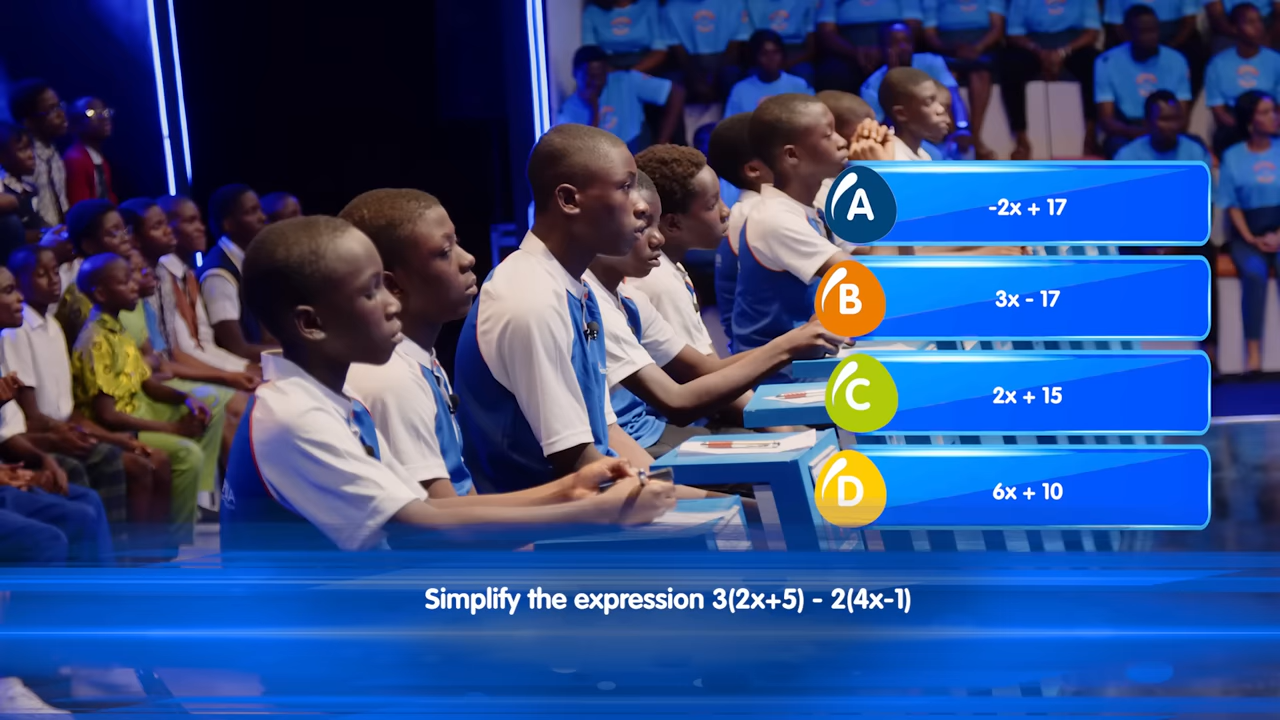 A
-2x + 17
B
3x - 17
C
2x + 15
D
6x + 10
Simplify the expression 3(2x+5) - 2(4x-1)